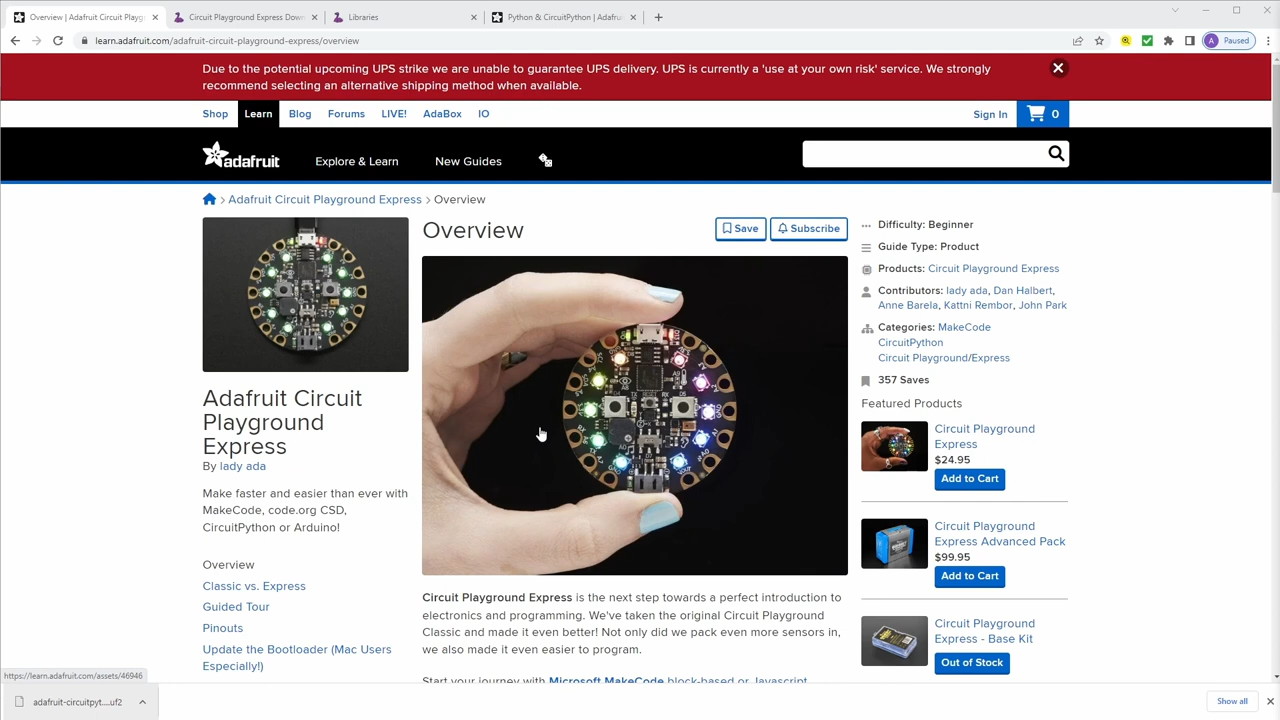 Overview | Adafruit Circuit Playg
Circuit Playground Express Down
Libraries
Python & CircuitPython | Adafru
Paused
learn.adafruit.com/adafruit-circuit-playground-express/overview
Due to the potential upcoming UPS strike we are unable to guarantee UPS delivery. UPS is currently a 'use at your own risk' service. We strongly
recommend selecting an alternative shipping method when available.
Shop Learn Blog Forums LIVE! AdaBox IO
Sign In 0
adafruit
Explore & Learn New Guides
Adafruit Circuit Playground Express > Overview
Overview
Save Subscribe
Adafruit Circuit
Playground
Express
By lady ada
Make faster and easier than ever with
MakeCode, code.org CSD,
CircuitPython or Arduino!
Overview
Classic vs. Express
Guided Tour
Pinouts
Update the Bootloader (Mac Users
Especially!)
Circuit Playground Express is the next step towards a perfect introduction to
electronics and programming. We've taken the original Circuit Playground
Classic and made it even better! Not only did we pack even more sensors in,
we also made it even easier to program.
Start your journey with Microsoft MakeCode block-based or Javascript
Difficulty: Beginner
Guide Type: Product
Products: Circuit Playground Express
Contributors: lady ada, Dan Halbert,
Anne Barela, Kattni Rembor, John Park
Categories: MakeCode
CircuitPython
Circuit Playground/Express
357 Saves
Featured Products
Circuit Playground
Express
$24.95
Add to Cart
Circuit Playground
Express Advanced Pack
$99.95
Add to Cart
Circuit Playground
Express - Base Kit
Out of Stock
https://learn.adafruit.com/assets/46946
adafruit-circuitpyt....uf2
Show all